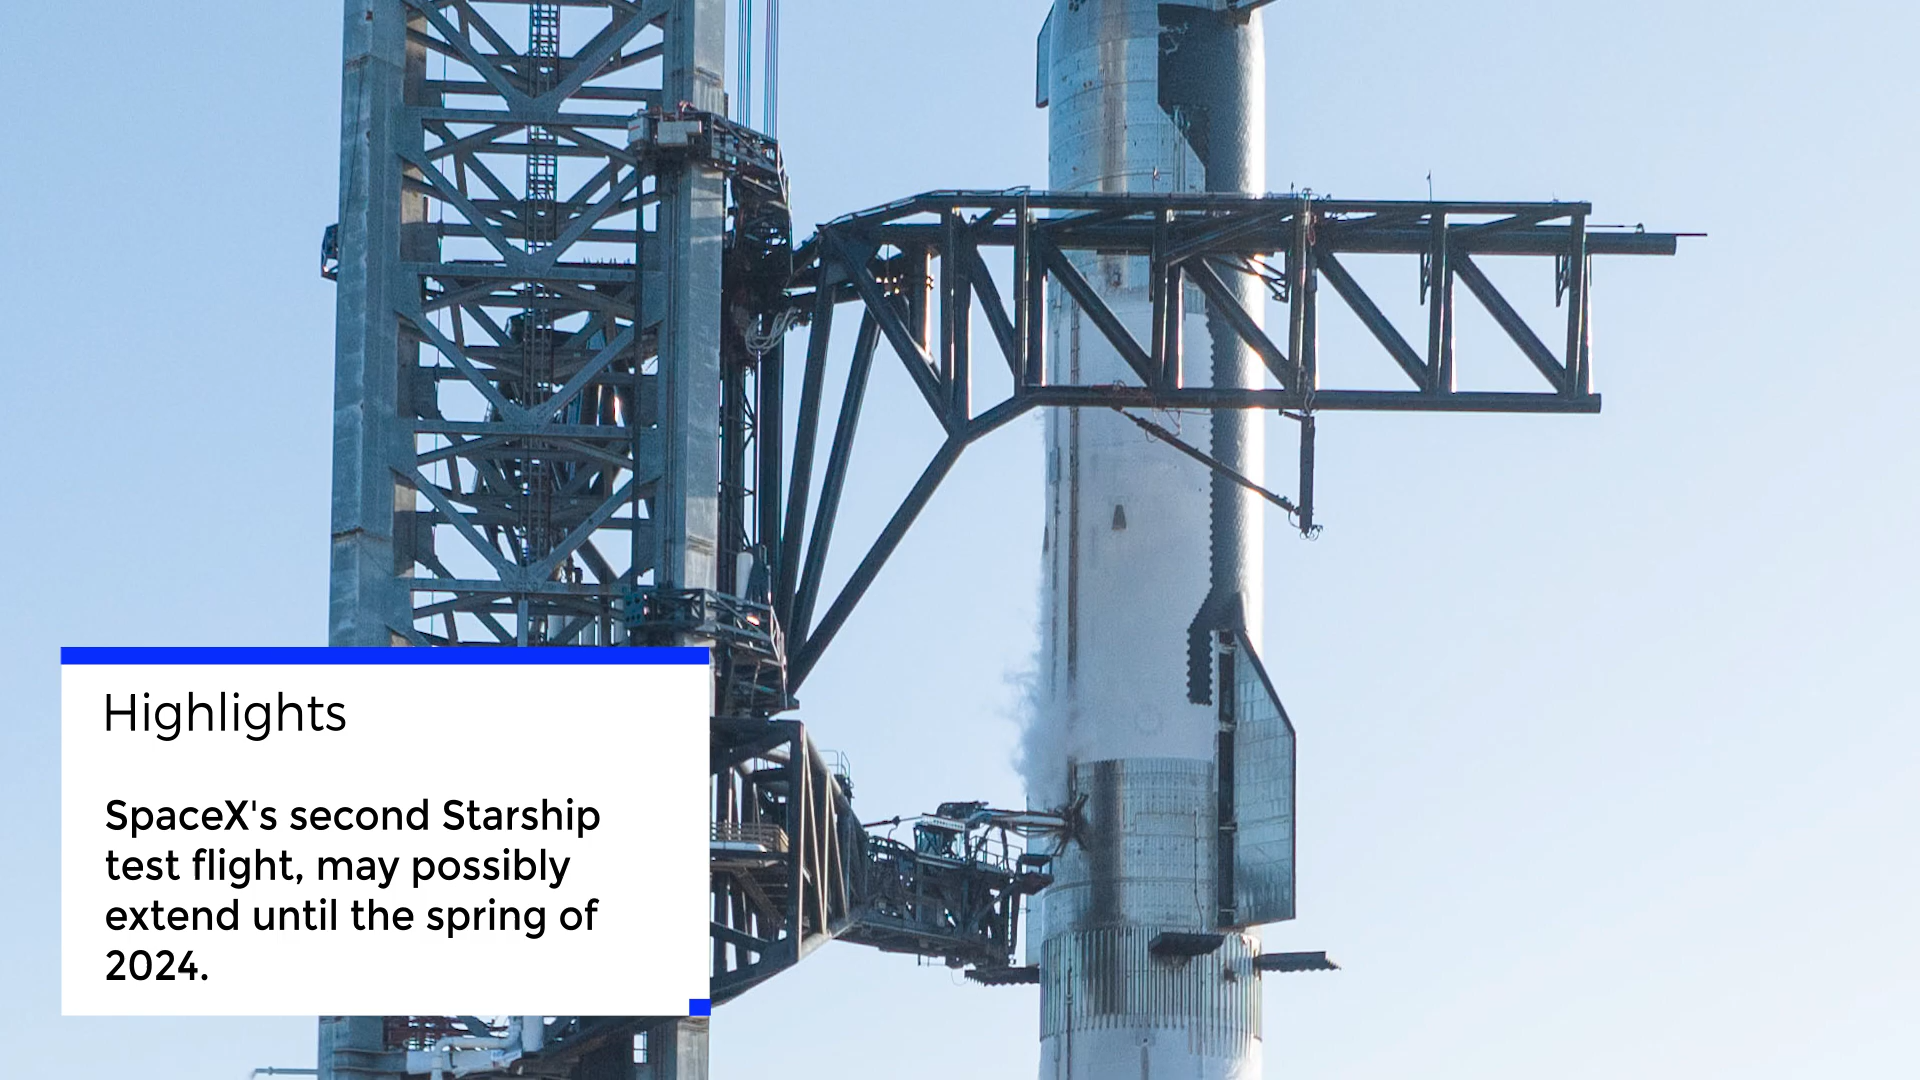 Highlights
SpaceX's second Starship
test flight, may possibly
extend until the spring of
2024.